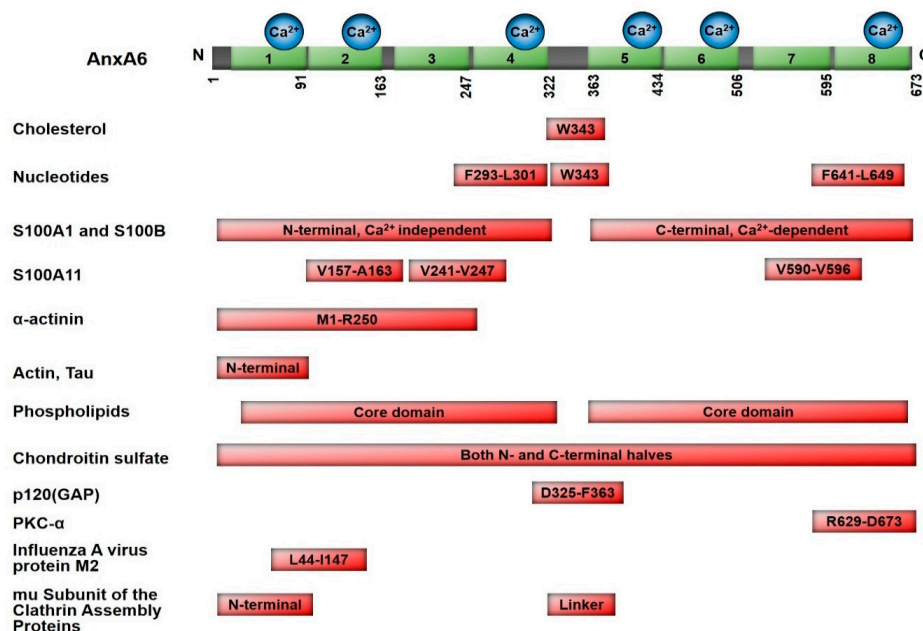 Ca²⁺ Ca²⁺ Ca²⁺ Ca²⁺ Ca²⁺ Ca²⁺
AnxA6 N 1 2 3 4 5 6 7 8 C
1 91 163 247 322 363 434 506 595 673
Cholesterol W343
Nucleotides F293-L301 W343 F641-L649
S100A1 and S100B N-terminal, Ca²⁺ independent C-terminal, Ca²⁺-dependent
S100A11 V157-A163 V241-V247 V590-V596
α-actinin M1-R250
Actin, Tau N-terminal
Phospholipids Core domain Core domain
Chondroitin sulfate Both N- and C-terminal halves
p120(GAP) D325-F363
PKC-α R629-D673
Influenza A virus
protein M2 L44-I147
mu Subunit of the
Clathrin Assembly N-terminal Linker
Proteins